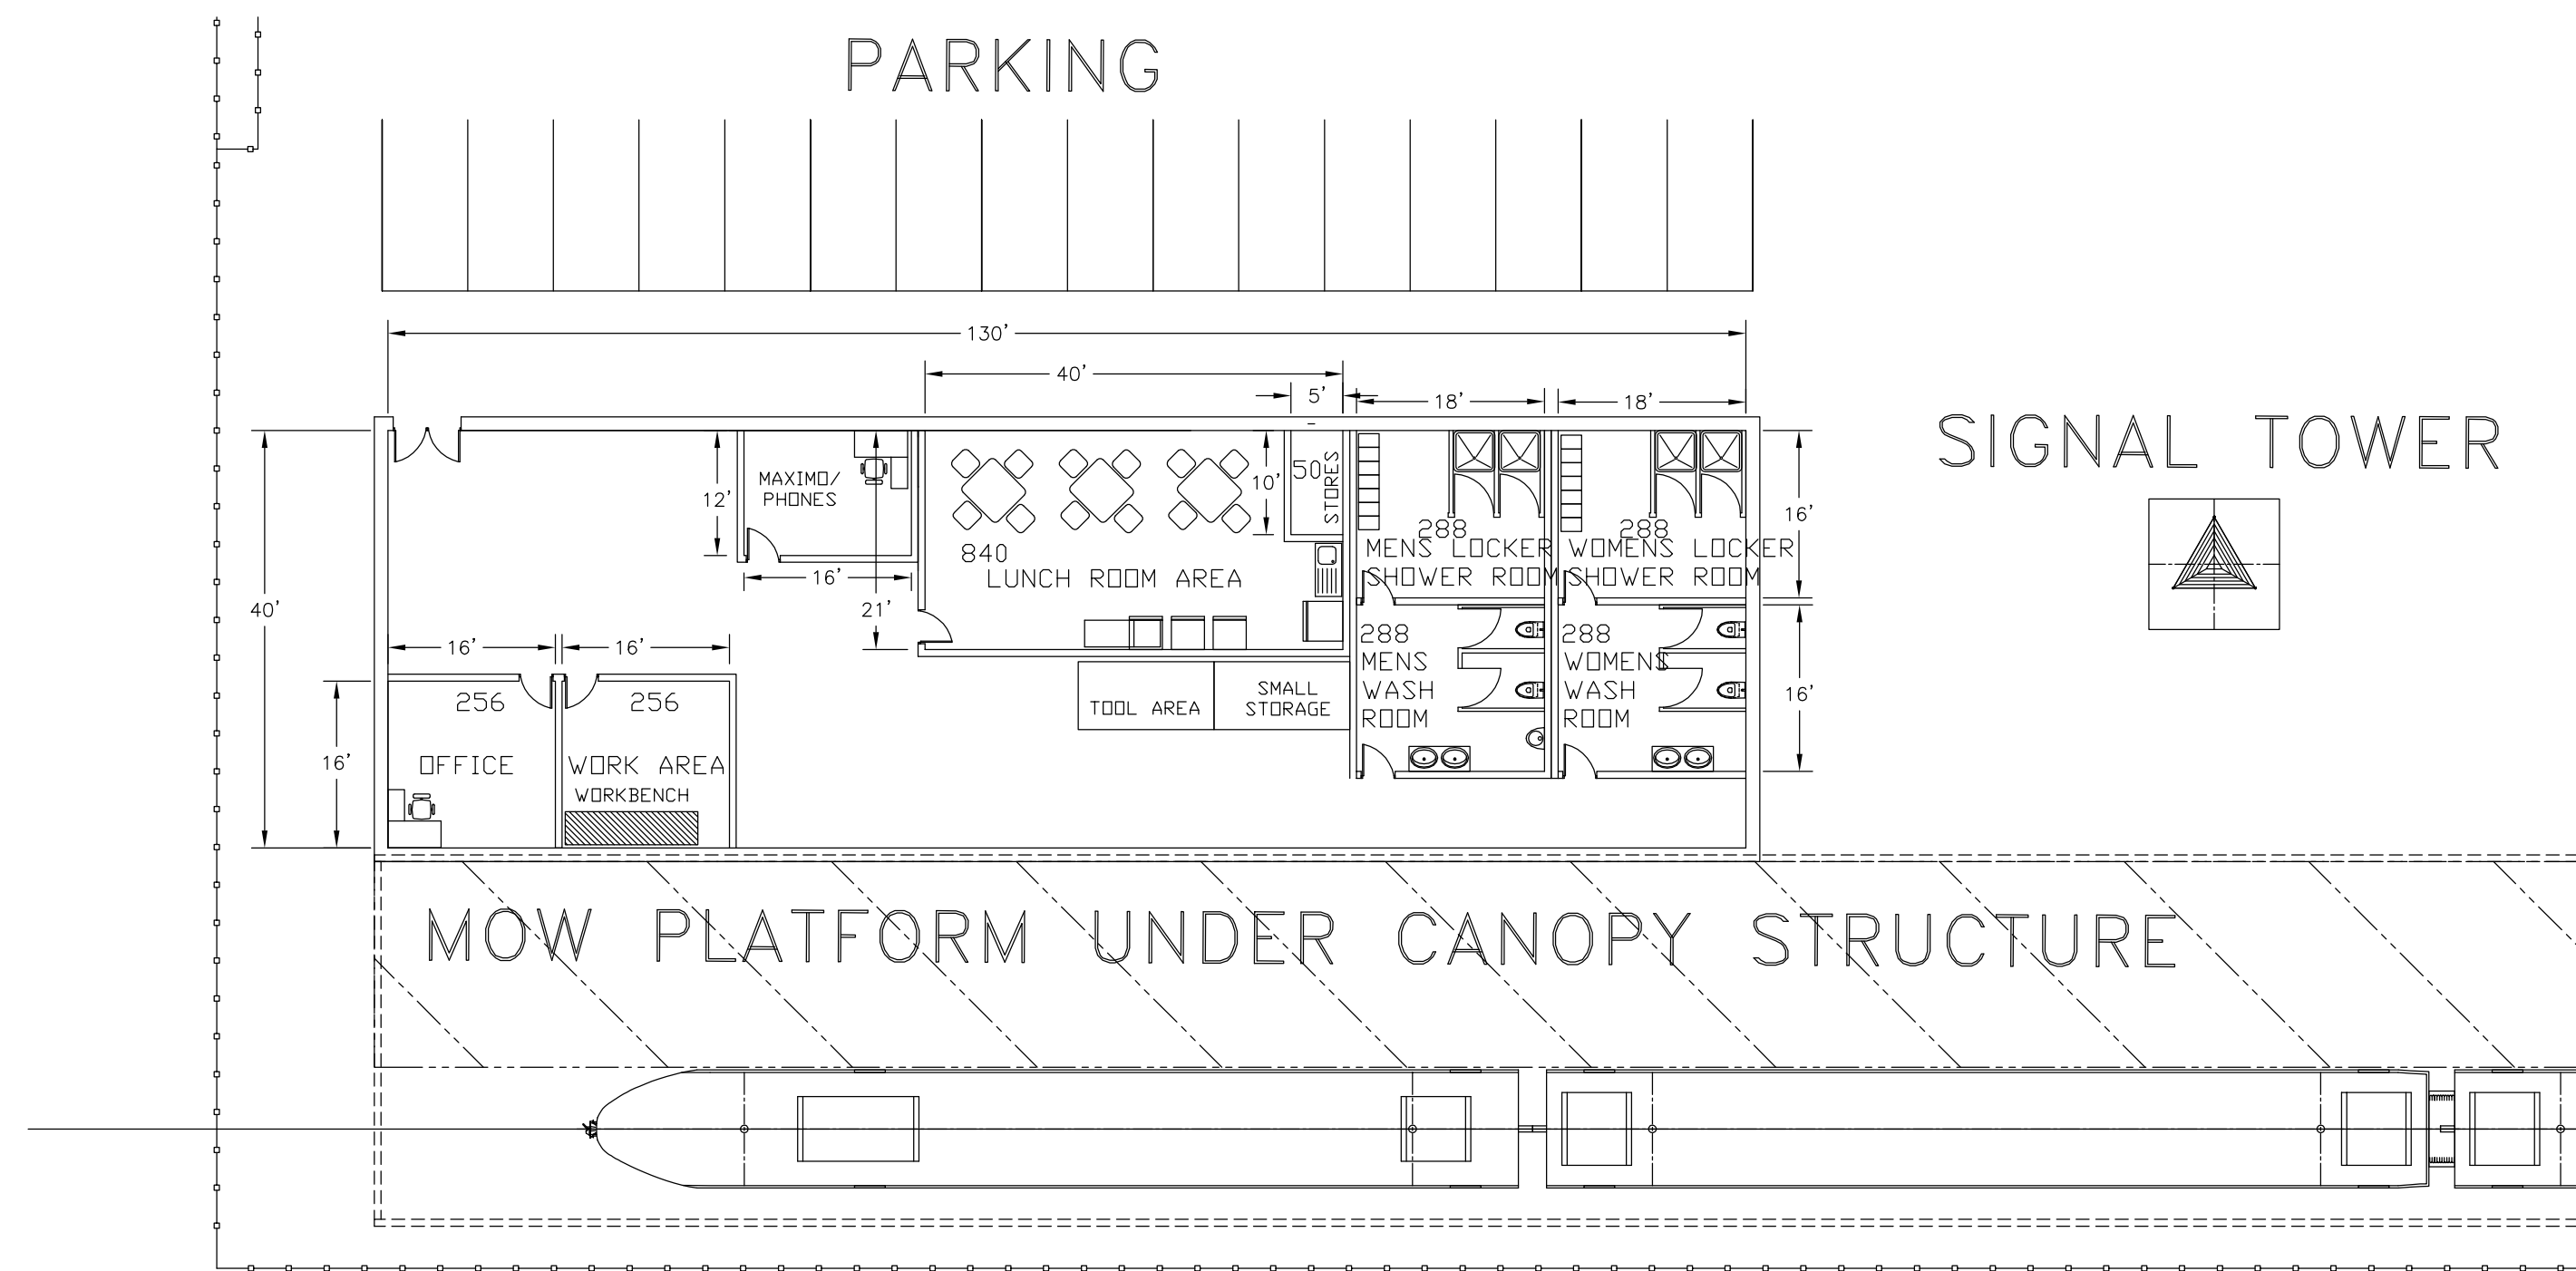 PARKING
130'
40'
5'
18'
18'
SIGNAL TOWER
MAXIMO/
PHONES
12'
16'
21'
10'
50
STORES
840
LUNCH ROOM AREA
288
MENS LOCKER
SHOWER ROOM
288
WOMENS LOCKER
SHOWER ROOM
16'
40'
16'
16'
288
MENS
WASH
ROOM
288
WOMENS
WASH
ROOM
16'
256
OFFICE
256
WORK AREA
WORKBENCH
16'
TOOL AREA
SMALL
STORAGE
MOW PLATFORM UNDER CANOPY STRUCTURE